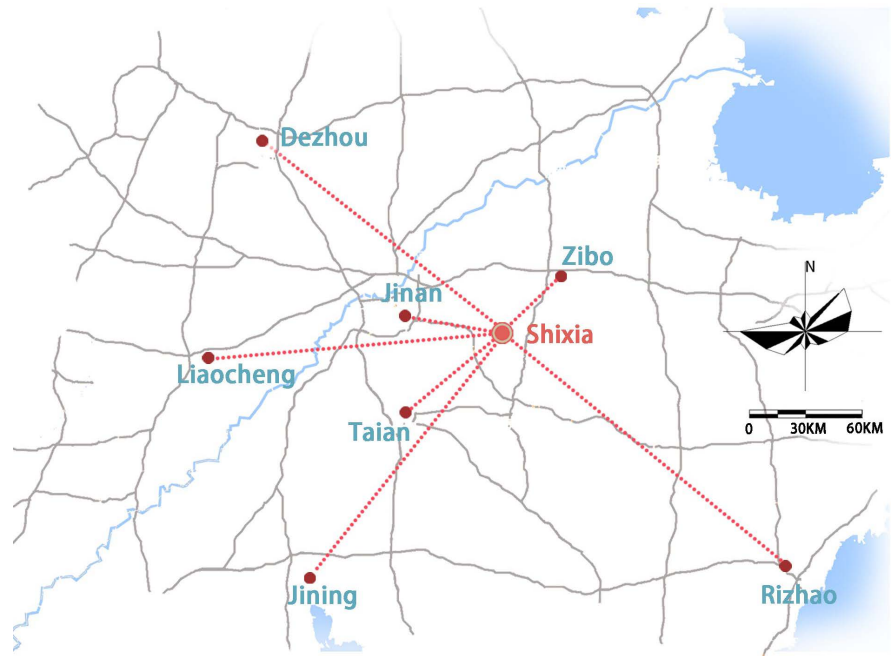 Dezhou
Zibo
N
Jinan
Shixia
Liaocheng
Taian
0 30KM 60KM
Jining
Rizhao